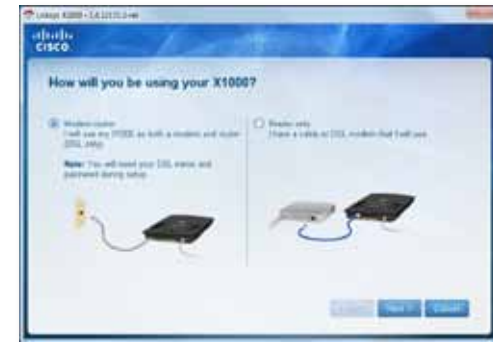 cisco
How will you be using your X1000?
Modem router
I will use my X1000 as both a modem and router
(DSL only)
Note: You will need your DSL name and
password during setup.
Router only
I have a cable or DSL modem that I will use
Next >
Cancel